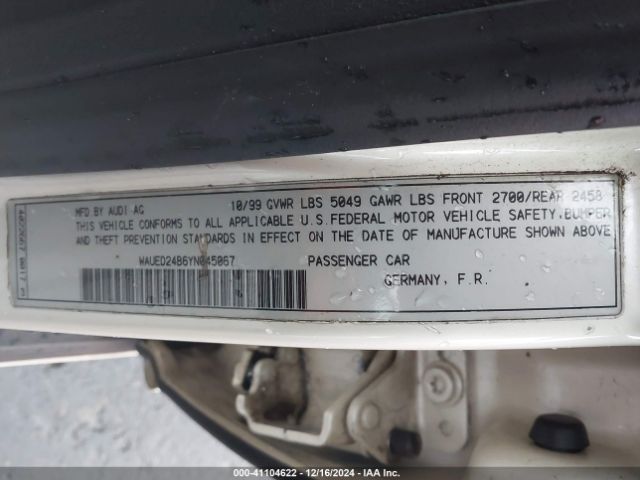 MFD BY AUDI AG 10/99 GVWR LBS 5049 GAWR LBS FRONT 2700/REAR 2458
THIS VEHICLE CONFORMS TO ALL APPLICABLE U.S.FEDERAL MOTOR VEHICLE SAFETY,BUMPER
AND THEFT PREVENTION STANDARDS IN EFFECT ON THE DATE OF MANUFACTURE SHOWN ABOVE
WAUED24B6YN045067 PASSENGER CAR
GERMANY, F.R.
000-41104622 - 12/16/2024 - IAAI.COM